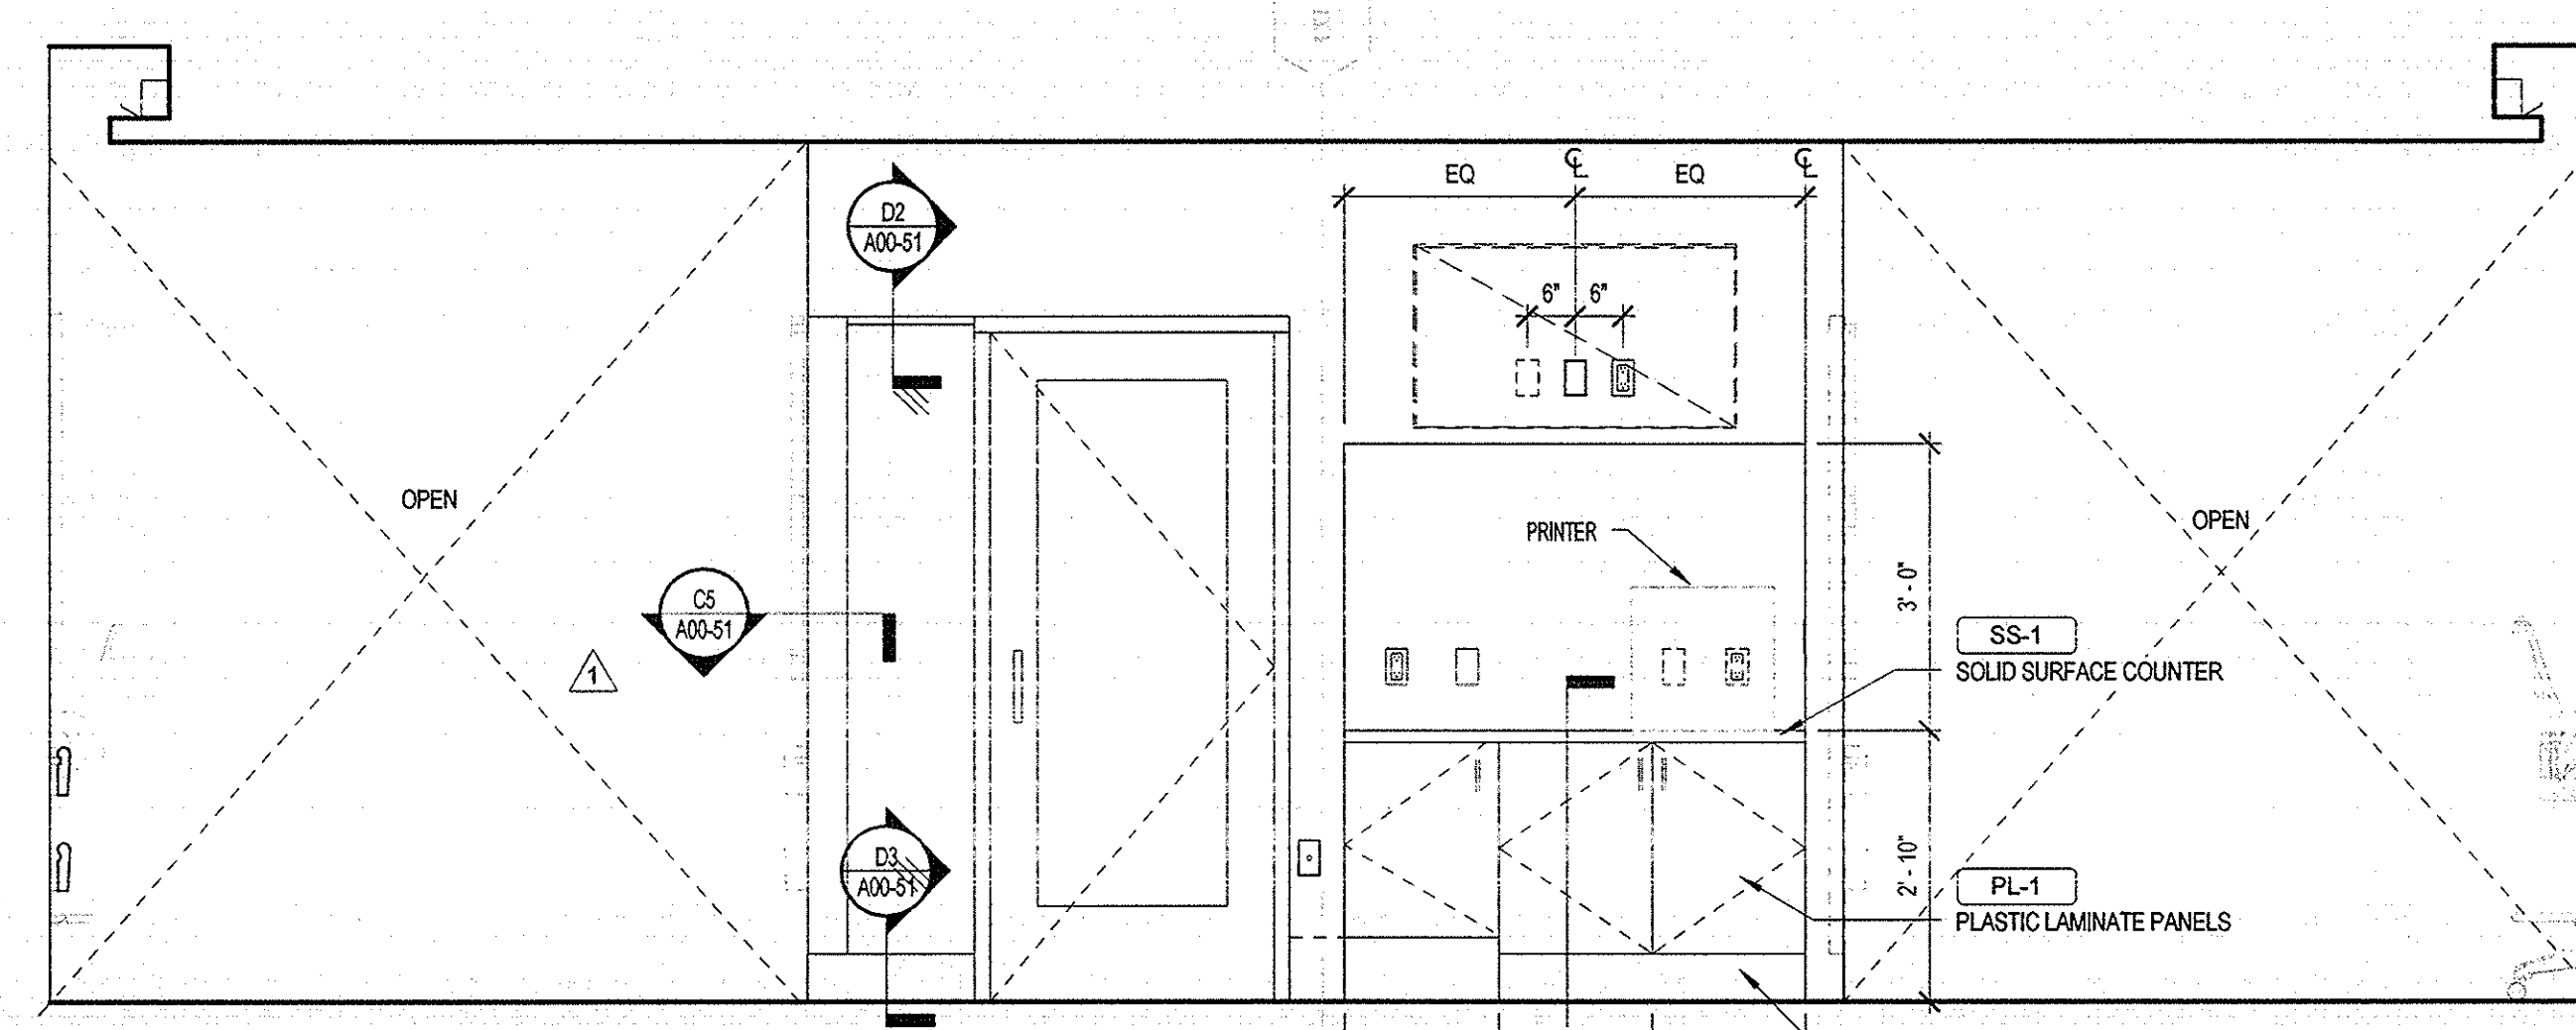 EQ
℄
EQ
℄
D2
A00-51
6"
6"
OPEN
PRINTER
OPEN
C5
A00-51
1
3' - 0"
SS-1
SOLID SURFACE COUNTER
D3
A00-51
2' - 10"
PL-1
PLASTIC LAMINATE PANELS